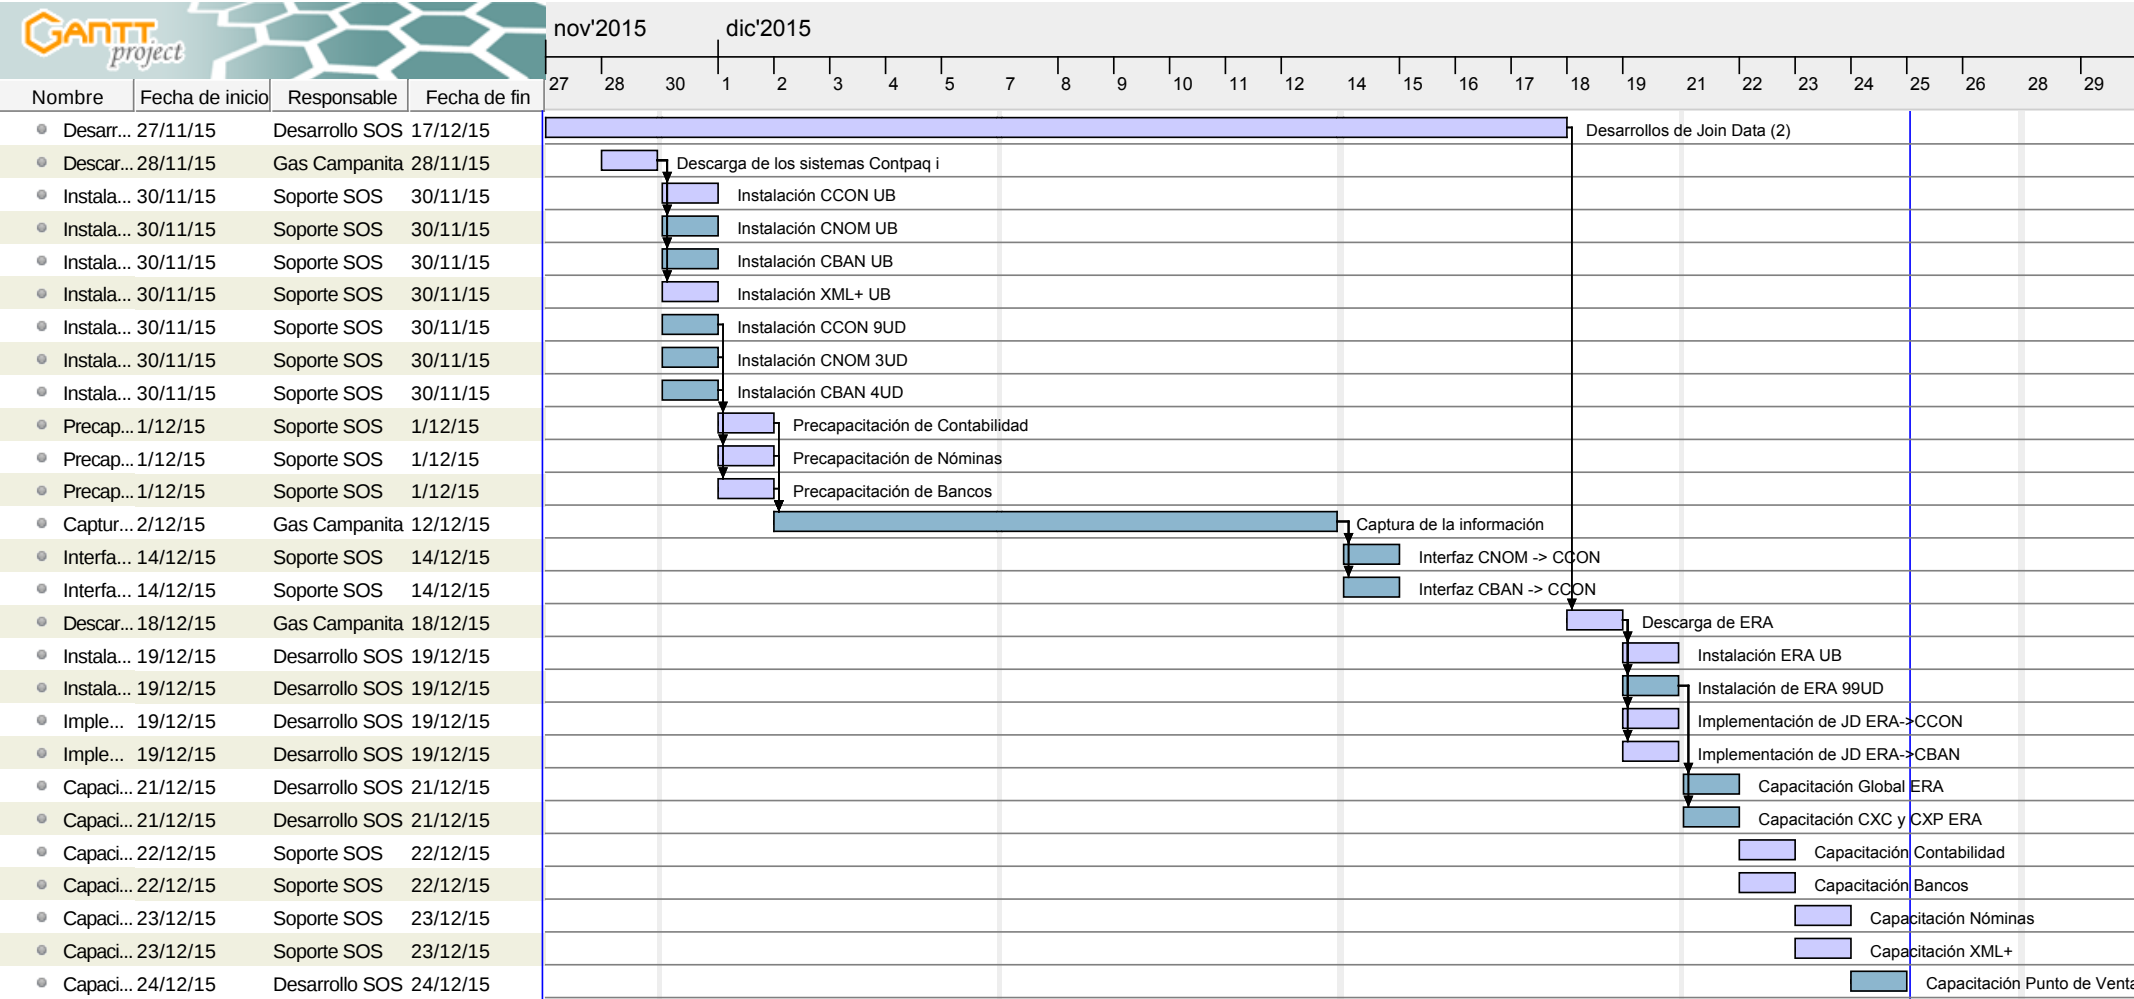 GANTT project
nov'2015 dic'2015
27 28 30 1 2 3 4 5 7 8 9 10 11 12 14 15 16 17 18 19 21 22 23 24 25 26 28 29
Nombre Fecha de inicio Responsable Fecha de fin
Desarr... 27/11/15 Desarrollo SOS 17/12/15 Desarrollos de Join Data (2)
Descar... 28/11/15 Gas Campanita 28/11/15 Descarga de los sistemas Contpaq i
Instala... 30/11/15 Soporte SOS 30/11/15 Instalación CCON UB
Instala... 30/11/15 Soporte SOS 30/11/15 Instalación CNOM UB
Instala... 30/11/15 Soporte SOS 30/11/15 Instalación CBAN UB
Instala... 30/11/15 Soporte SOS 30/11/15 Instalación XML+ UB
Instala... 30/11/15 Soporte SOS 30/11/15 Instalación CCON 9UD
Instala... 30/11/15 Soporte SOS 30/11/15 Instalación CNOM 3UD
Instala... 30/11/15 Soporte SOS 30/11/15 Instalación CBAN 4UD
Precap... 1/12/15 Soporte SOS 1/12/15 Precapacitación de Contabilidad
Precap... 1/12/15 Soporte SOS 1/12/15 Precapacitación de Nóminas
Precap... 1/12/15 Soporte SOS 1/12/15 Precapacitación de Bancos
Captur... 2/12/15 Gas Campanita 12/12/15 Captura de la información
Interfa... 14/12/15 Soporte SOS 14/12/15 Interfaz CNOM -> CCON
Interfa... 14/12/15 Soporte SOS 14/12/15 Interfaz CBAN -> CCON
Descar... 18/12/15 Gas Campanita 18/12/15 Descarga de ERA
Instala... 19/12/15 Desarrollo SOS 19/12/15 Instalación ERA UB
Instala... 19/12/15 Desarrollo SOS 19/12/15 Instalación de ERA 99UD
Imple... 19/12/15 Desarrollo SOS 19/12/15 Implementación de JD ERA->CCON
Imple... 19/12/15 Desarrollo SOS 19/12/15 Implementación de JD ERA->CBAN
Capaci... 21/12/15 Desarrollo SOS 21/12/15 Capacitación Global ERA
Capaci... 21/12/15 Desarrollo SOS 21/12/15 Capacitación CXC y CXP ERA
Capaci... 22/12/15 Soporte SOS 22/12/15 Capacitación Contabilidad
Capaci... 22/12/15 Soporte SOS 22/12/15 Capacitación Bancos
Capaci... 23/12/15 Soporte SOS 23/12/15 Capacitación Nóminas
Capaci... 23/12/15 Soporte SOS 23/12/15 Capacitación XML+
Capaci... 24/12/15 Desarrollo SOS 24/12/15 Capacitación Punto de Venta